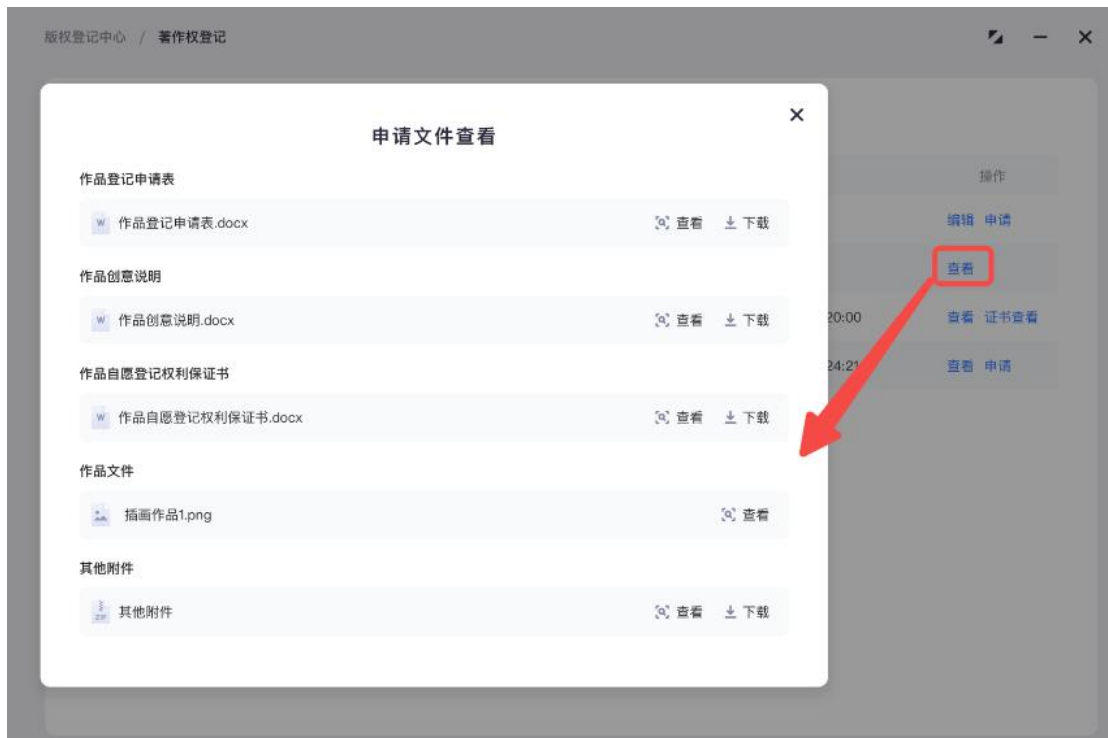 版权登记中心 / 著作权登记
申请文件查看
作品登记申请表
操作
W 作品登记申请表.docx 查看 下载
编辑 申请
作品创意说明
查看
W 作品创意说明.docx 查看 下载
20:00 查看 证书查看
作品自愿登记权利保证书
24:21 查看 申请
W 作品自愿登记权利保证书.docx 查看 下载
作品文件
插画作品1.png 查看
其他附件
ZIP 其他附件 查看 下载